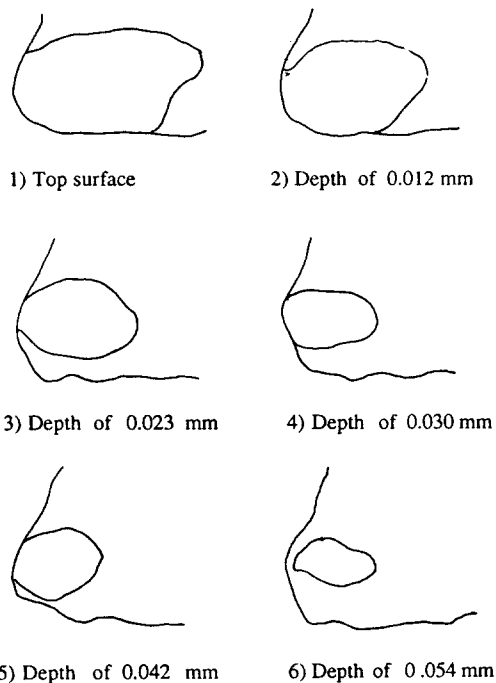 1) Top surface
2) Depth of 0.012 mm
3) Depth of 0.023 mm
4) Depth of 0.030 mm
5) Depth of 0.042 mm
6) Depth of 0.054 mm